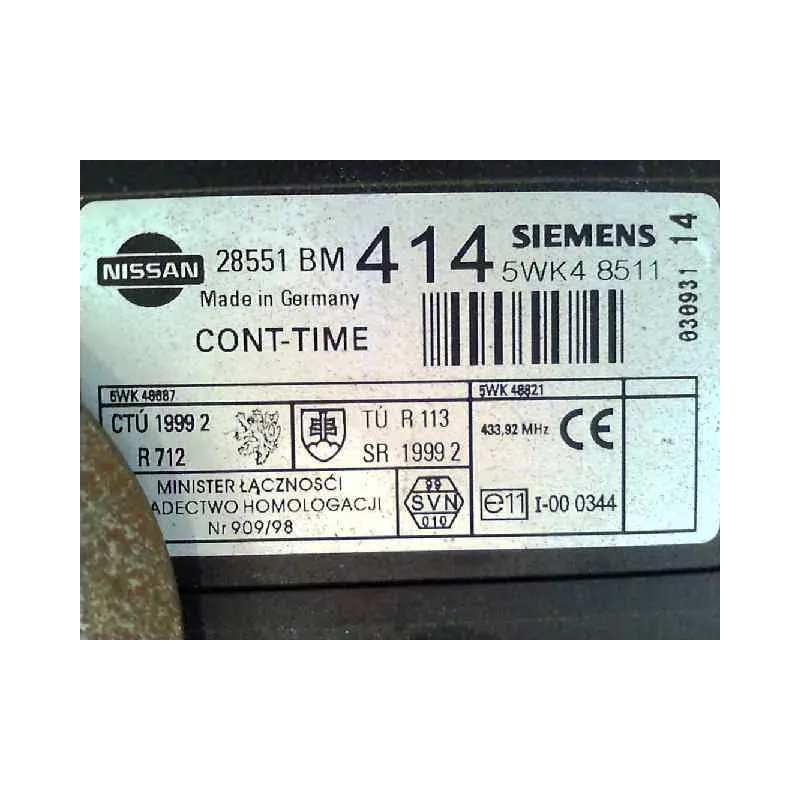 NISSAN 28551 BM 414 SIEMENS
5WK4 8511
Made in Germany
CONT-TIME
030931 14
5WK 48687
5WK 48821
CTÚ 1999 2
R 712
TÚ R 113
SR 1999 2
433,92 MHz CE
MINISTER ŁĄCZNOŚCI
ADECTWO HOMOLOGACJI
Nr 909/98
99
SVN
010
e11 I-00 0344